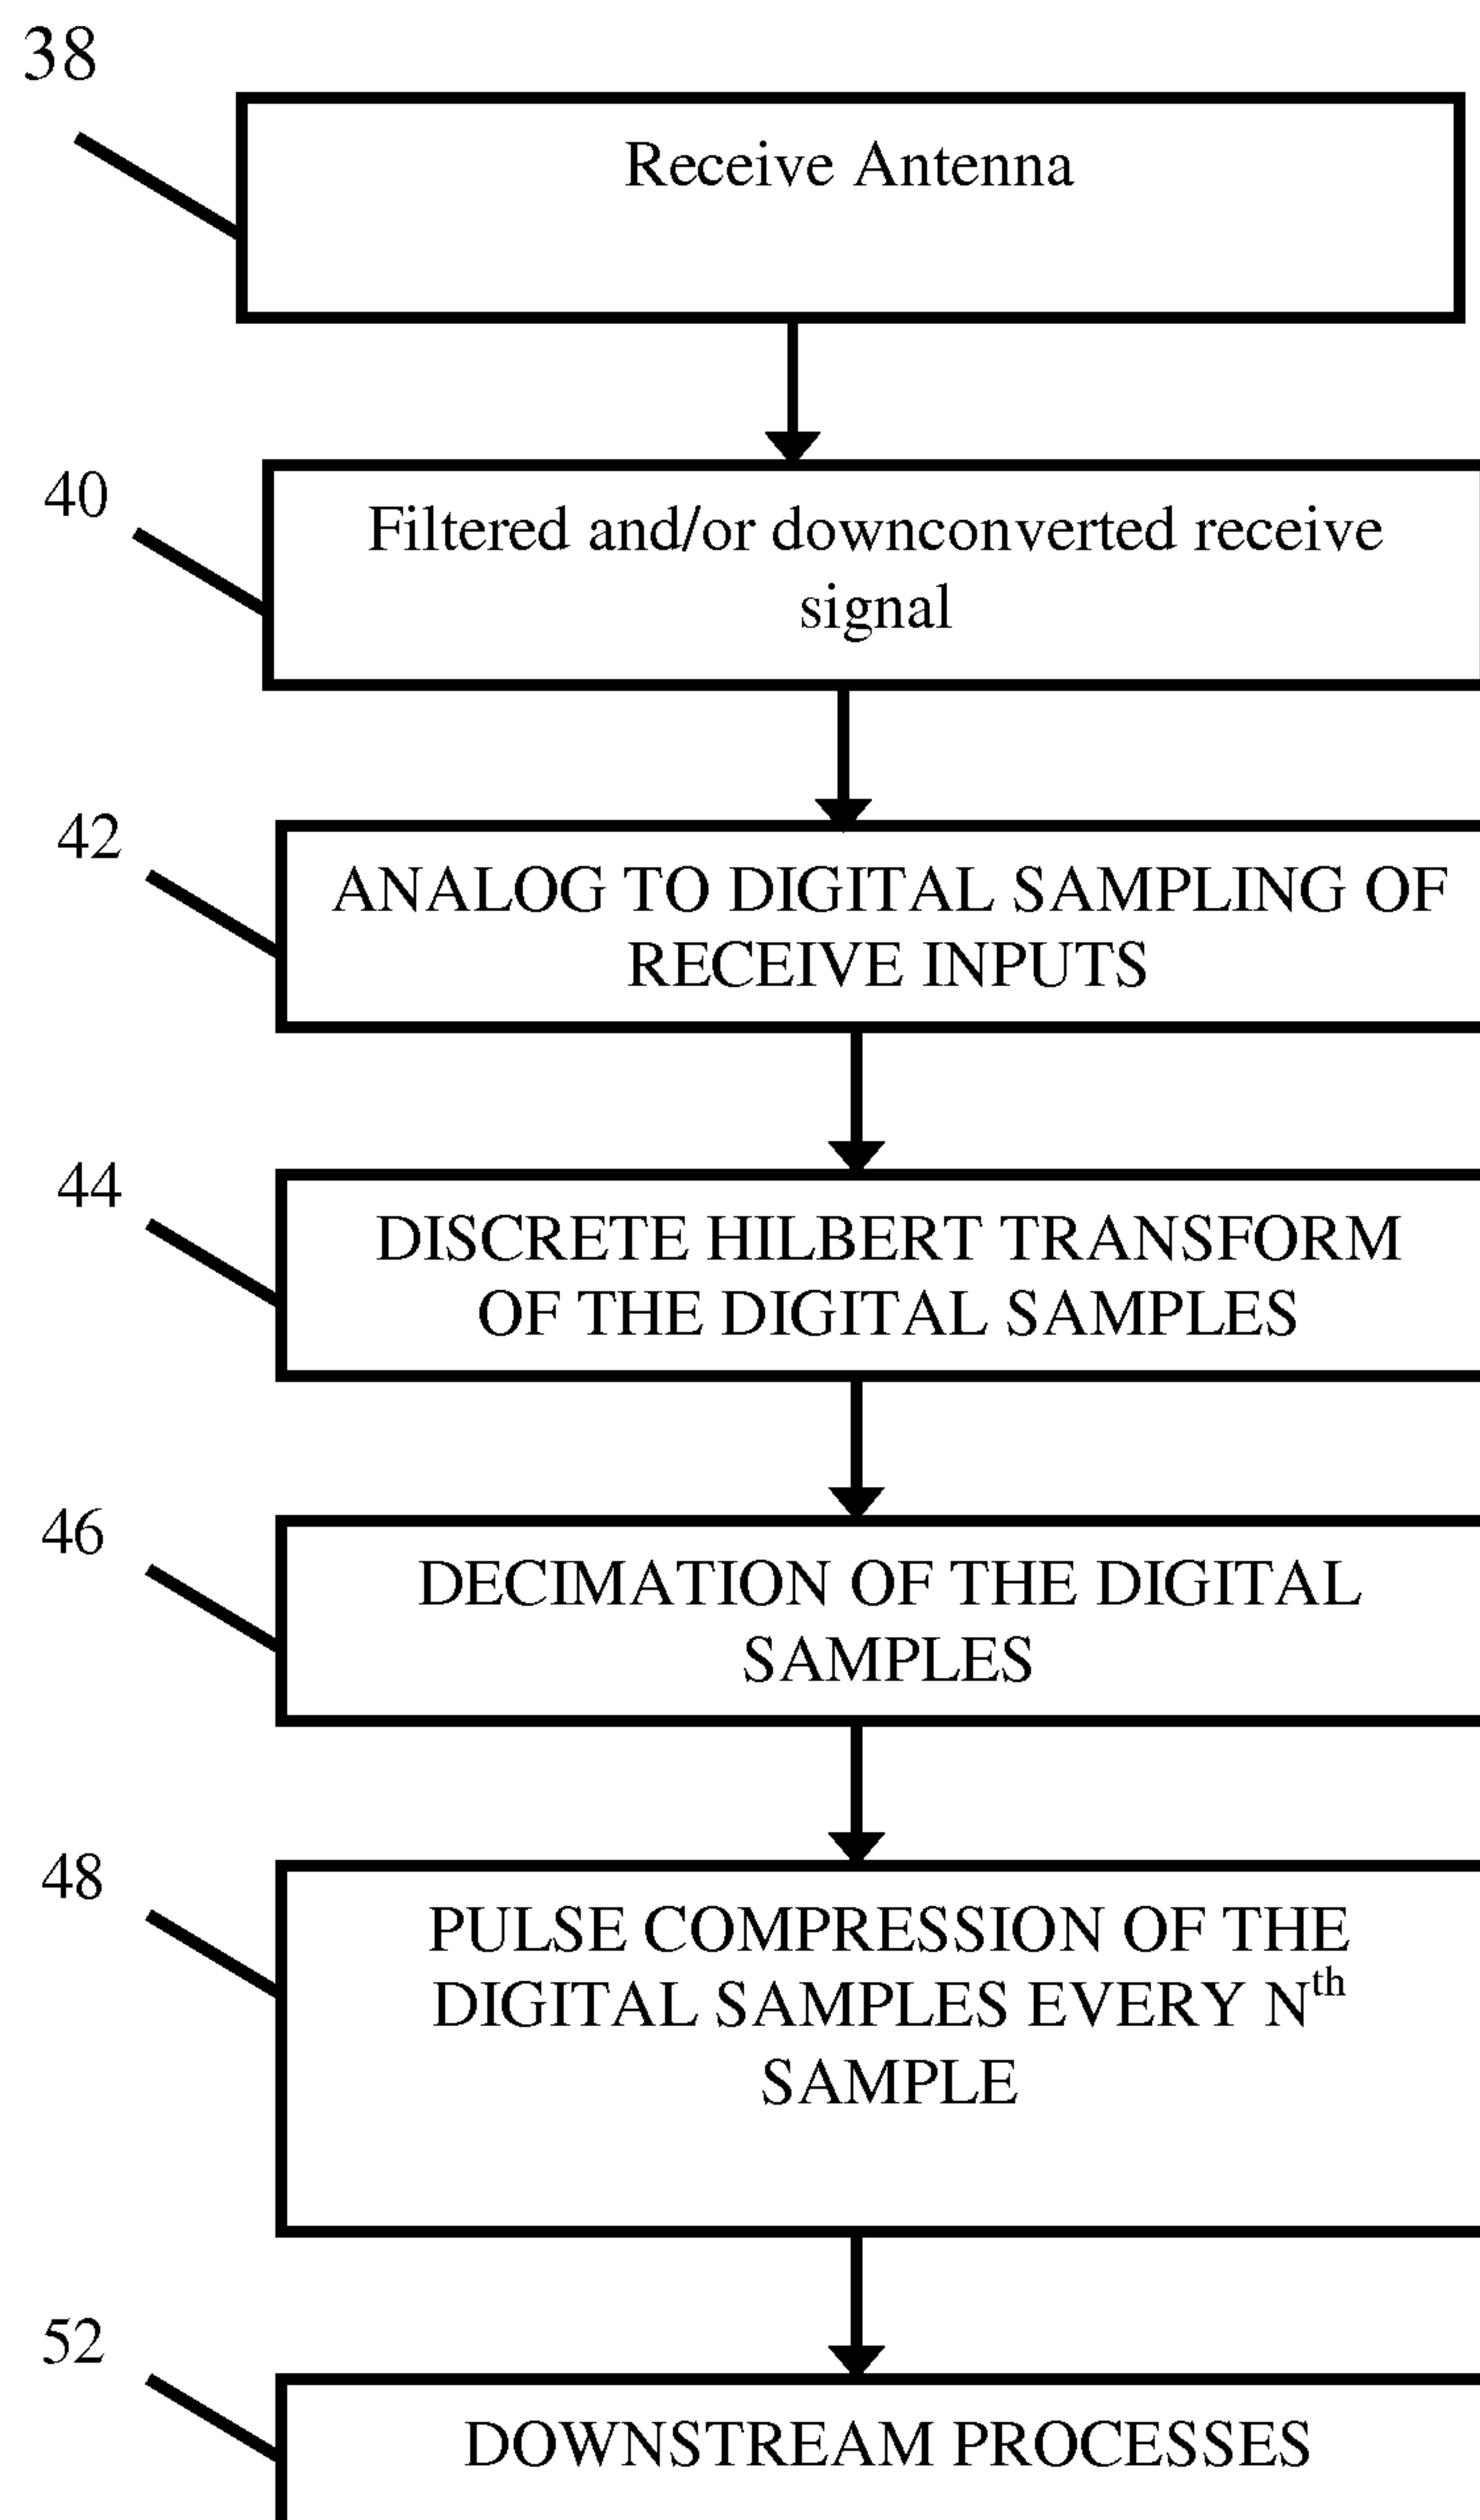 38
Receive Antenna
40
Filtered and/or downconverted receive
signal
42
ANALOG TO DIGITAL SAMPLING OF
RECEIVE INPUTS
44
DISCRETE HILBERT TRANSFORM
OF THE DIGITAL SAMPLES
46
DECIMATION OF THE DIGITAL
SAMPLES
48
PULSE COMPRESSION OF THE
DIGITAL SAMPLES EVERY Nth
SAMPLE
52
DOWNSTREAM PROCESSES